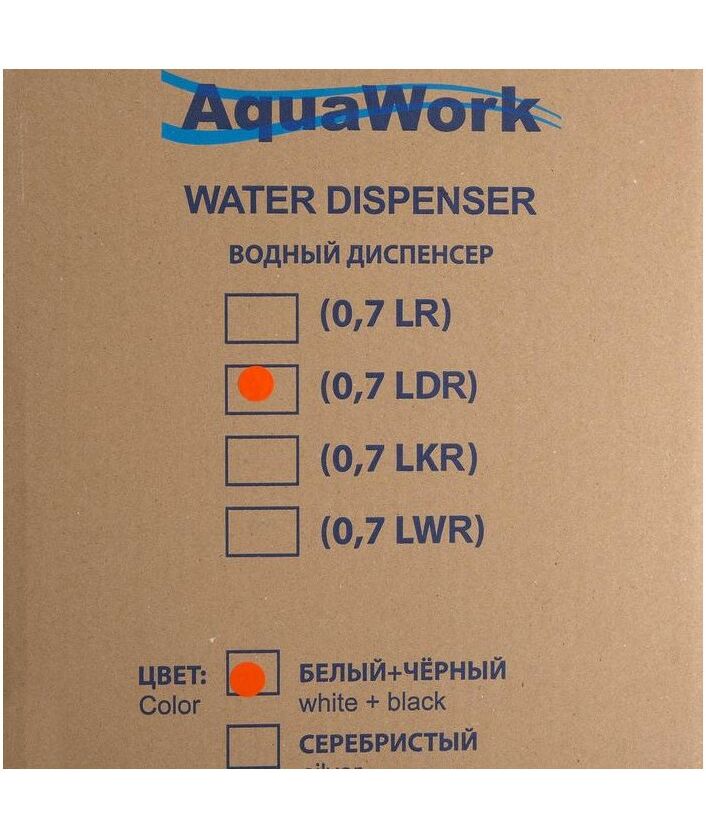 AquaWork
WATER DISPENSER
ВОДНЫЙ ДИСПЕНСЕР
(0,7 LR)
(0,7 LDR)
(0,7 LKR)
(0,7 LWR)
ЦВЕТ: БЕЛЫЙ+ЧЁРНЫЙ
Color white + black
СЕРЕБРИСТЫЙ